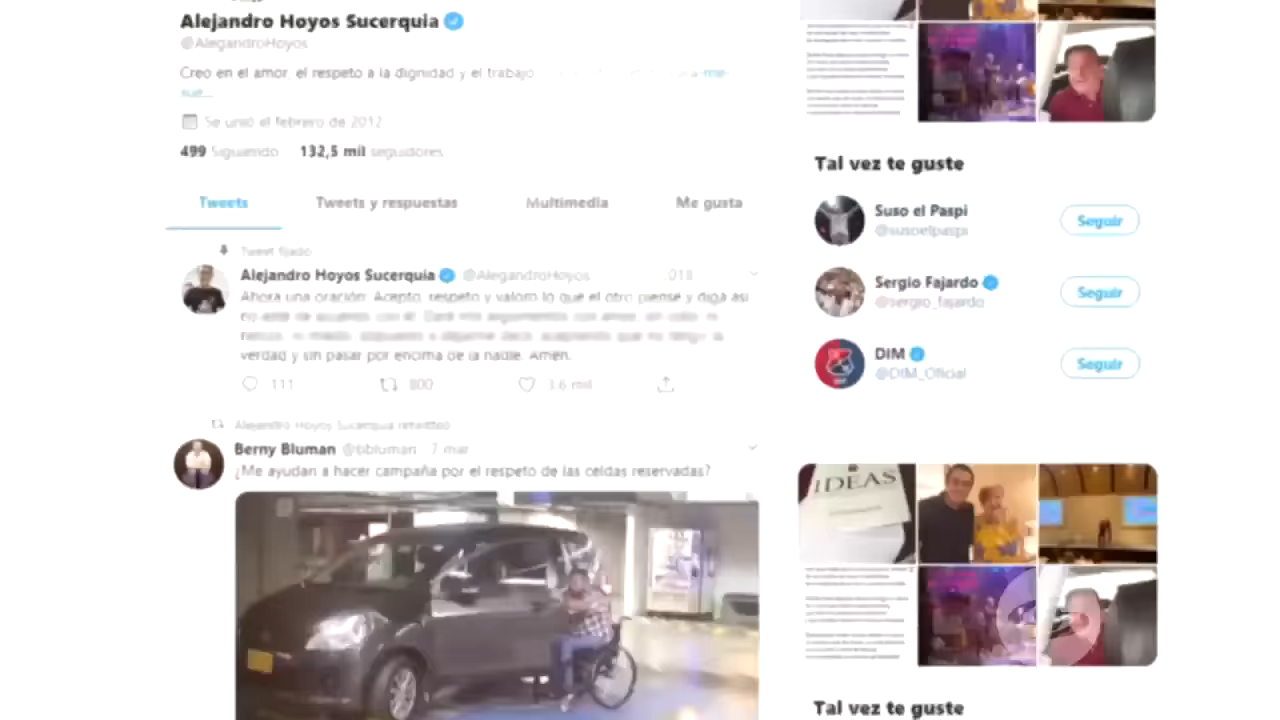 Alejandro Hoyos Sucerquia
@AlegandroHoyos
Creo en el amor, el respeto a la dignidad y el trabajo
Se unió el febrero de 2012
499 Siguiendo 132,5 mil seguidores
Tweets Tweets y respuestas Multimedia Me gusta
Tweet fijado
Alejandro Hoyos Sucerquia @AlegandroHoyos
Ahora una oración: Acepto, respeto y valoro lo que el otro piense y diga así
verdad y sin pasar por encima de la nadie. Amén.
111 800 3.6 mil
Alejandro Hoyos Sucerquia retwitteó
Berny Bluman @bbluman 7 mar
¿Me ayudan a hacer campaña por el respeto de las celdas reservadas?
Tal vez te guste
Suso el Paspi
@susoelpaspi
Seguir
Sergio Fajardo
@sergio_fajardo
Seguir
DIM
@DIM_Oficial
Seguir
IDEAS
Tal vez te guste